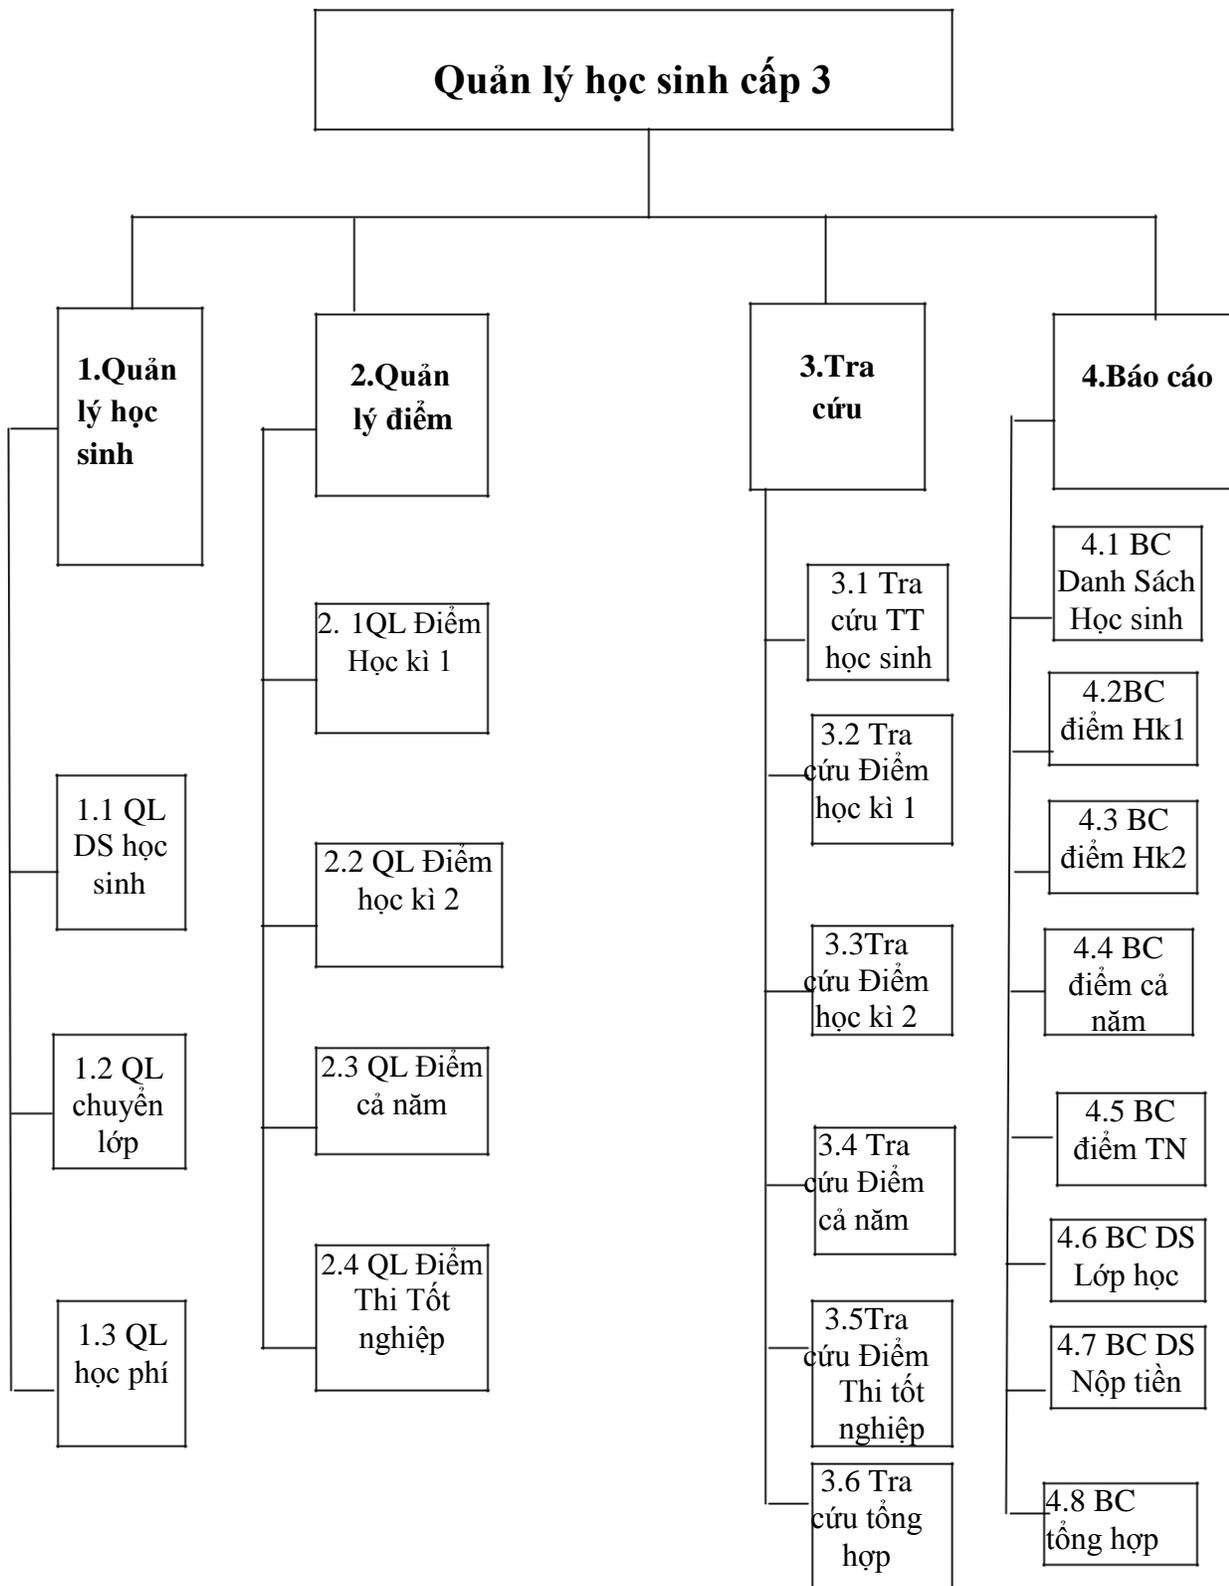 Quản lý học sinh cấp 3
1.Quản
lý học
sinh
2.Quản
lý điểm
3.Tra
cứu
4.Báo cáo
1.1 QL
DS học
sinh
1.2 QL
chuyển
lớp
1.3 QL
học phí
2. 1QL Điểm
Học kì 1
2.2 QL Điểm
học kì 2
2.3 QL Điểm
cả năm
2.4 QL Điểm
Thi Tốt
nghiệp
3.1 Tra
cứu TT
học sinh
3.2 Tra
cứu Điểm
học kì 1
3.3Tra
cứu Điểm
học kì 2
3.4 Tra
cứu Điểm
cả năm
3.5Tra
cứu Điểm
Thi tốt
nghiệp
3.6 Tra
cứu tổng
hợp
4.1 BC
Danh Sách
Học sinh
4.2BC
điểm Hk1
4.3 BC
điểm Hk2
4.4 BC
điểm cả
năm
4.5 BC
điểm TN
4.6 BC DS
Lớp học
4.7 BC DS
Nộp tiền
4.8 BC
tổng hợp